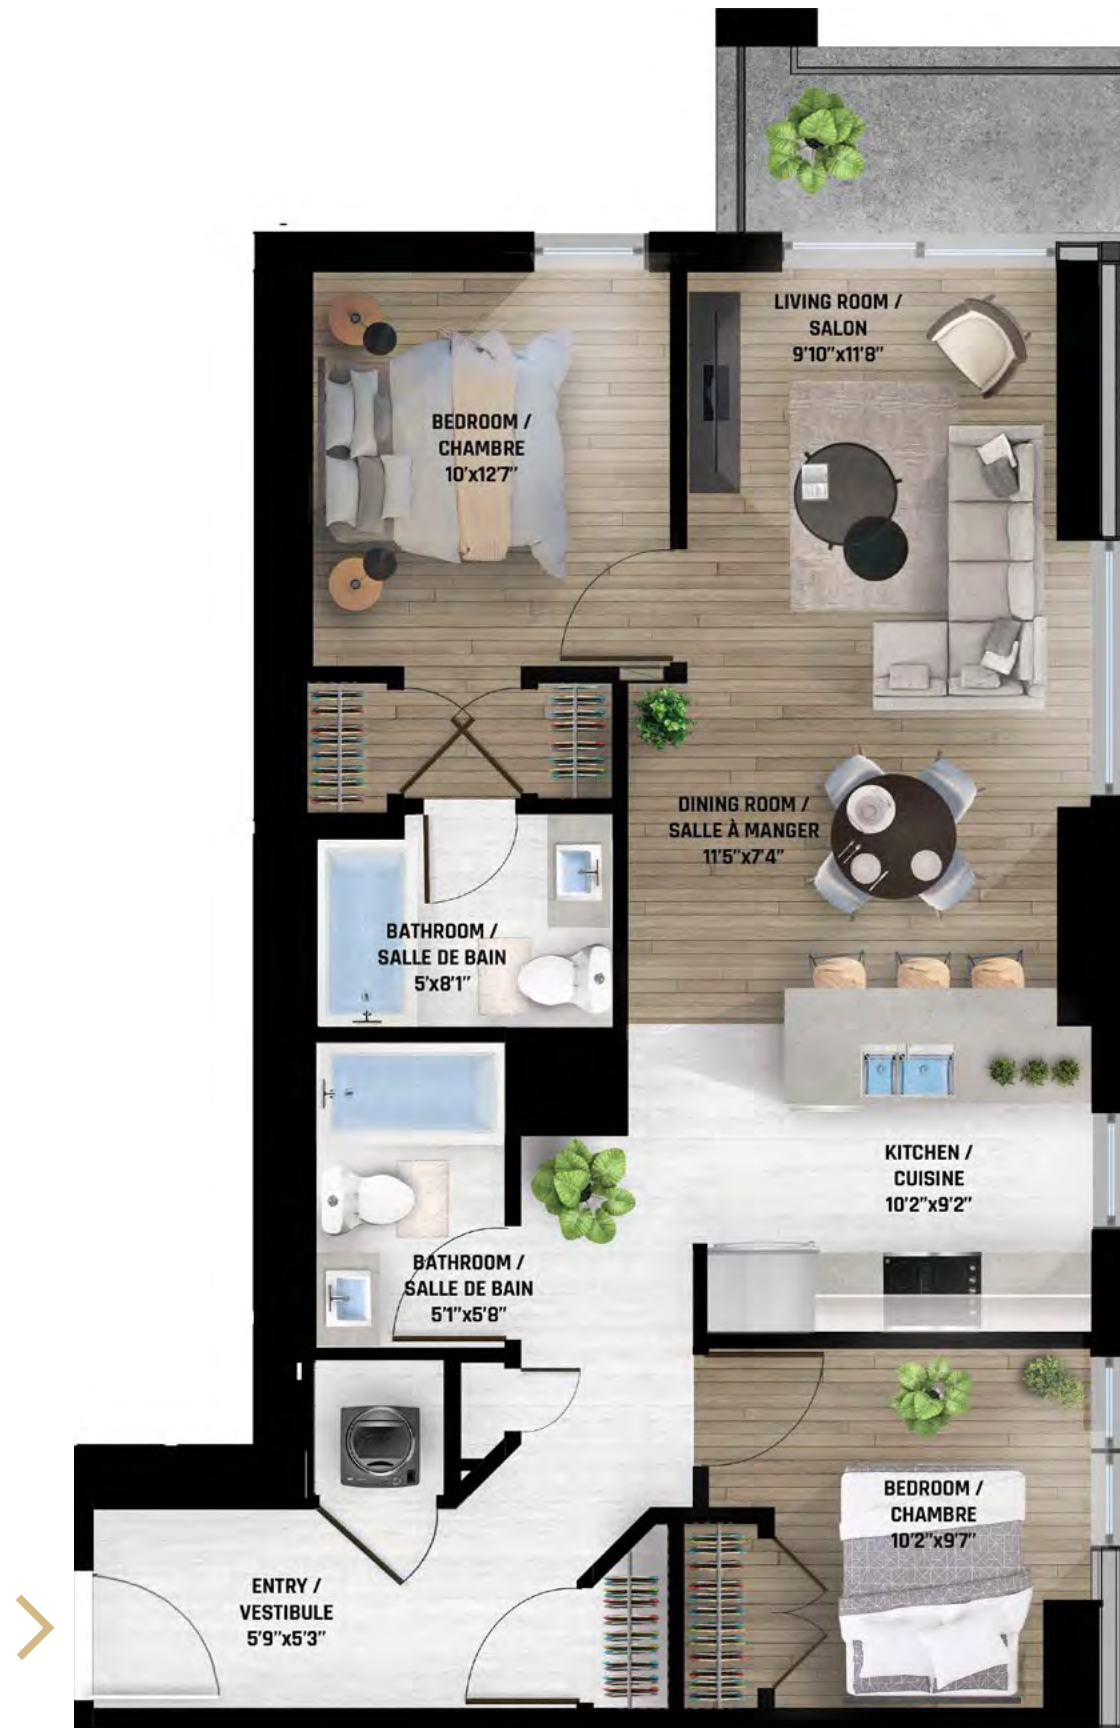 LIVING ROOM /
SALON
9'10"x11'8"
BEDROOM /
CHAMBRE
10'x12'7"
DINING ROOM /
SALLE À MANGER
11'5"x7'4"
BATHROOM /
SALLE DE BAIN
5'x8'1"
KITCHEN /
CUISINE
10'2"x9'2"
BATHROOM /
SALLE DE BAIN
5'1"x5'8"
BEDROOM /
CHAMBRE
10'2"x9'7"
ENTRY /
VESTIBULE
5'9"x5'3"